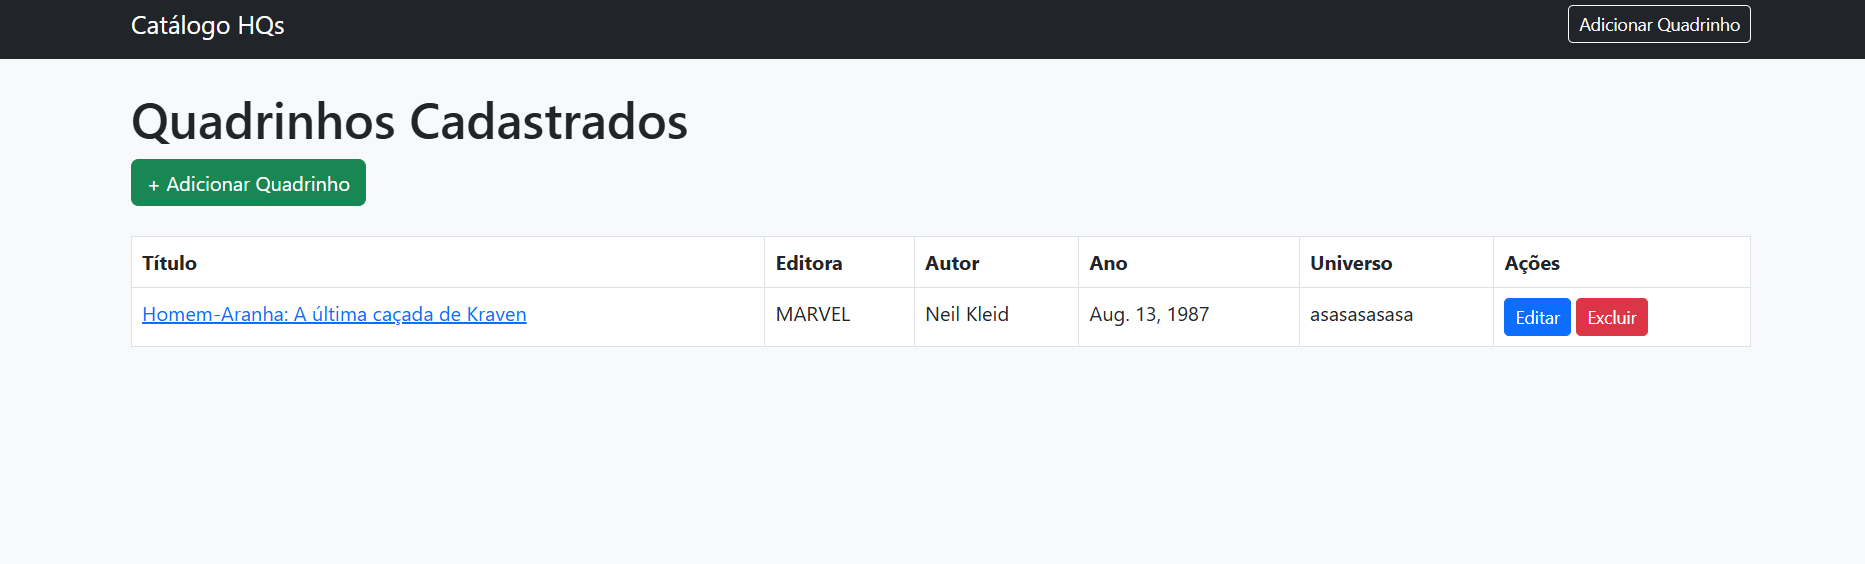 Catálogo HQs Adicionar Quadrinho
Quadrinhos Cadastrados
+ Adicionar Quadrinho
Título Editora Autor Ano Universo Ações
Homem-Aranha: A última caçada de Kraven MARVEL Neil Kleid Aug. 13, 1987 asasasasasa Editar Excluir